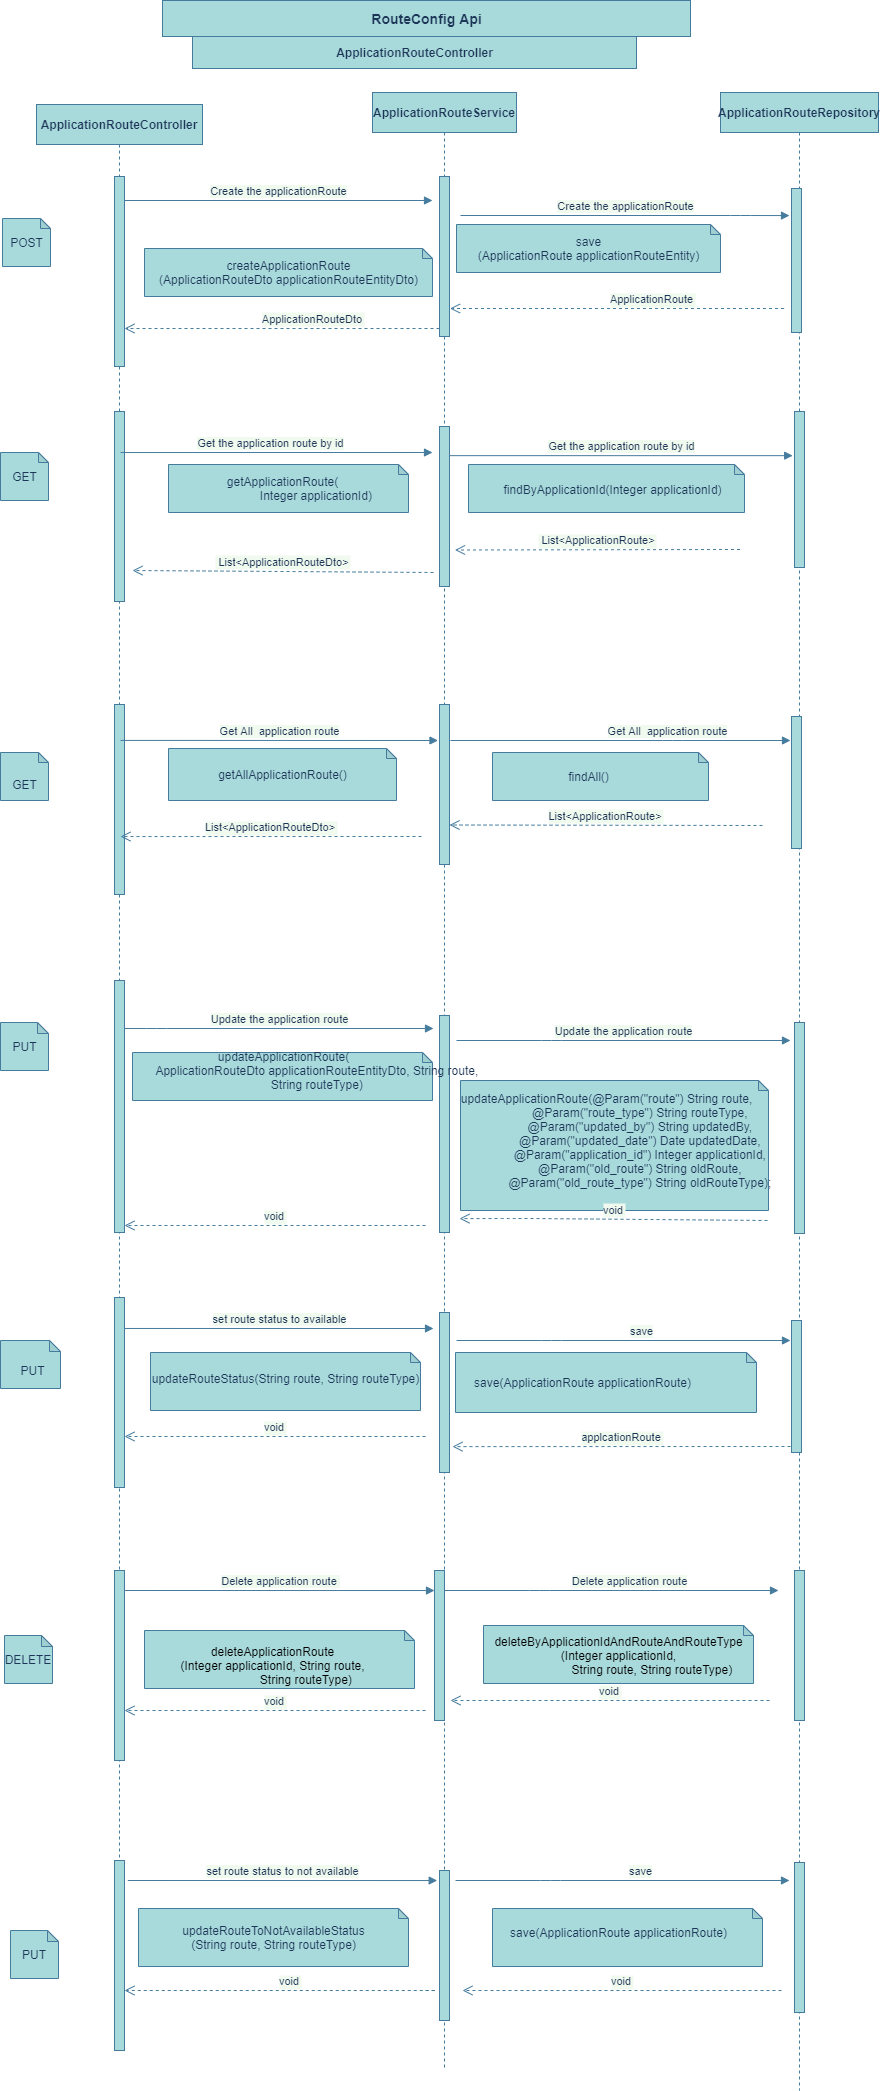 RouteConfig Api
ApplicationRouteController
ApplicationRouteController
ApplicationRouteService
ApplicationRouteRepository
POST
Create the applicationRoute
Create the applicationRoute
createApplicationRoute
(ApplicationRouteDto applicationRouteEntityDto)
save
(ApplicationRoute applicationRouteEntity)
ApplicationRoute
ApplicationRouteDto
GET
Get the application route by id
Get the application route by id
getApplicationRoute(
Integer applicationId)
findByApplicationId(Integer applicationId)
List<ApplicationRoute>
List<ApplicationRouteDto>
GET
Get All  application route
Get All  application route
getAllApplicationRoute()
findAll()
List<ApplicationRoute>
List<ApplicationRouteDto>
PUT
Update the application route
Update the application route
updateApplicationRoute(
ApplicationRouteDto applicationRouteEntityDto, String route,
String routeType)
updateApplicationRoute(@Param("route") String route,
@Param("route_type") String routeType,
@Param("updated_by") String updatedBy,
@Param("updated_date") Date updatedDate,
@Param("application_id") Integer applicationId,
@Param("old_route") String oldRoute,
@Param("old_route_type") String oldRouteType);
void
void
PUT
set route status to available
save
updateRouteStatus(String route, String routeType)
save(ApplicationRoute applicationRoute)
void
applcationRoute
DELETE
Delete application route
Delete application route
deleteApplicationRoute
(Integer applicationId, String route,
String routeType)
deleteByApplicationIdAndRouteAndRouteType
(Integer applicationId,
String route, String routeType)
void
void
PUT
set route status to not available
save
updateRouteToNotAvailableStatus
(String route, String routeType)
save(ApplicationRoute applicationRoute)
void
void